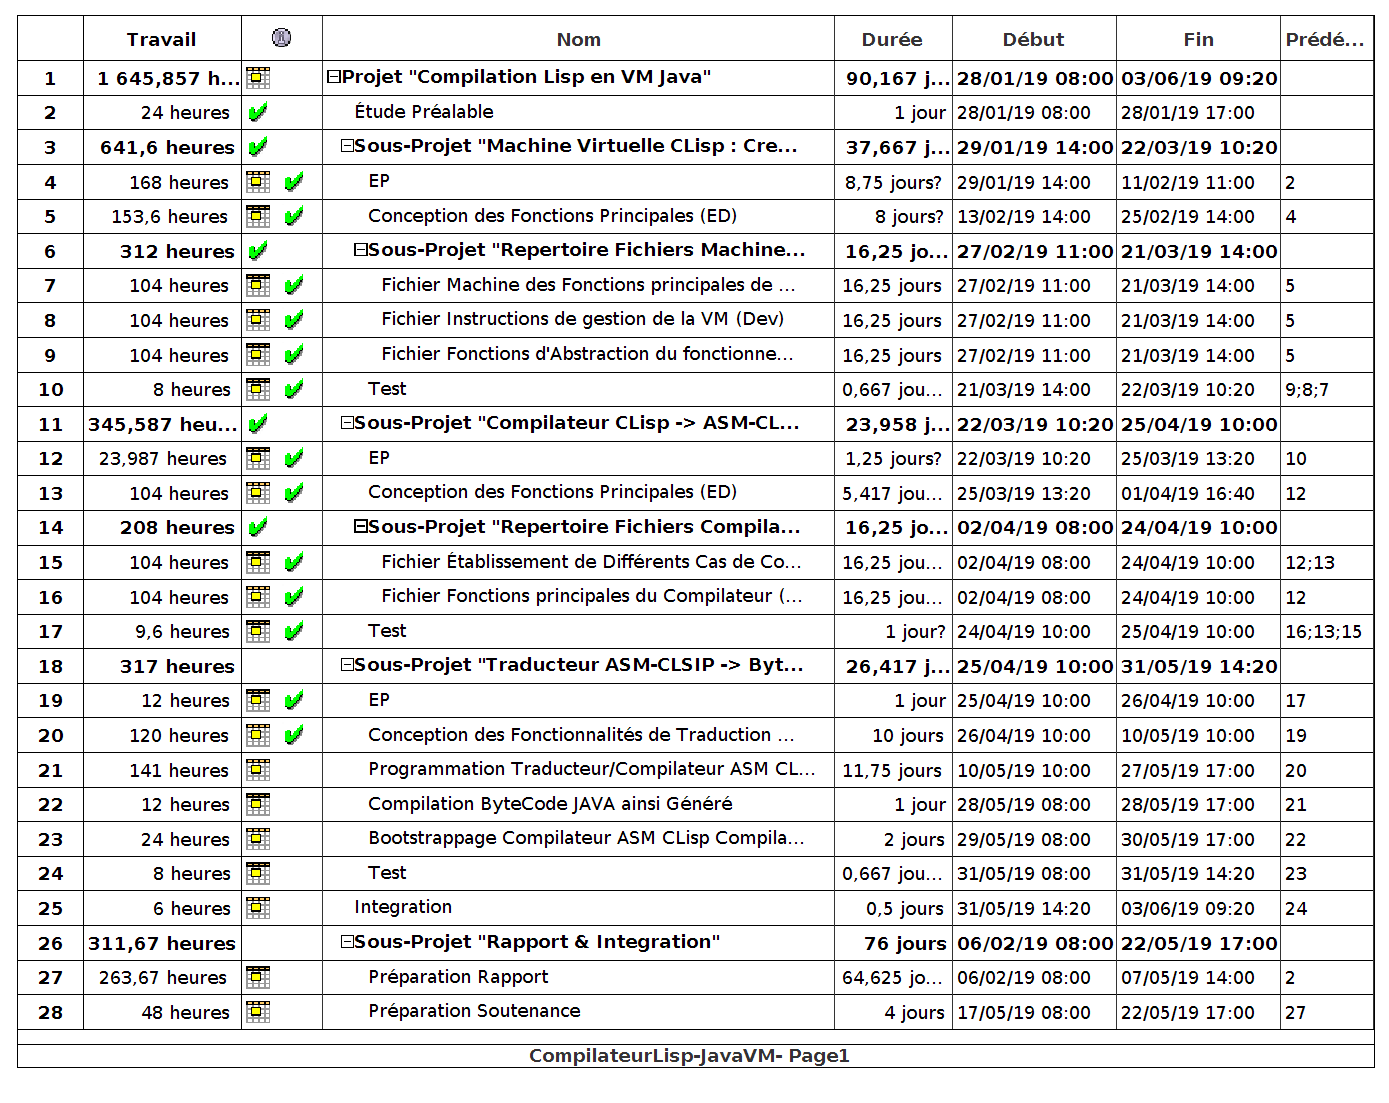 Travail Nom Durée Début Fin Prédé...
1 1 645,857 h... Projet "Compilation Lisp en VM Java" 90,167 j... 28/01/19 08:00 03/06/19 09:20
2 24 heures Étude Préalable 1 jour 28/01/19 08:00 28/01/19 17:00
3 641,6 heures Sous-Projet "Machine Virtuelle CLisp : Cre... 37,667 j... 29/01/19 14:00 22/03/19 10:20
4 168 heures EP 8,75 jours? 29/01/19 14:00 11/02/19 11:00 2
5 153,6 heures Conception des Fonctions Principales (ED) 8 jours? 13/02/19 14:00 25/02/19 14:00 4
6 312 heures Sous-Projet "Repertoire Fichiers Machine... 16,25 jo... 27/02/19 11:00 21/03/19 14:00
7 104 heures Fichier Machine des Fonctions principales de ... 16,25 jours 27/02/19 11:00 21/03/19 14:00 5
8 104 heures Fichier Instructions de gestion de la VM (Dev) 16,25 jours 27/02/19 11:00 21/03/19 14:00 5
9 104 heures Fichier Fonctions d'Abstraction du fonctionne... 16,25 jours 27/02/19 11:00 21/03/19 14:00 5
10 8 heures Test 0,667 jou... 21/03/19 14:00 22/03/19 10:20 9;8;7
11 345,587 heu... Sous-Projet "Compilateur CLisp -> ASM-CL... 23,958 j... 22/03/19 10:20 25/04/19 10:00
12 23,987 heures EP 1,25 jours? 22/03/19 10:20 25/03/19 13:20 10
13 104 heures Conception des Fonctions Principales (ED) 5,417 jou... 25/03/19 13:20 01/04/19 16:40 12
14 208 heures Sous-Projet "Repertoire Fichiers Compila... 16,25 jo... 02/04/19 08:00 24/04/19 10:00
15 104 heures Fichier Établissement de Différents Cas de Co... 16,25 jou... 02/04/19 08:00 24/04/19 10:00 12;13
16 104 heures Fichier Fonctions principales du Compilateur (... 16,25 jou... 02/04/19 08:00 24/04/19 10:00 12
17 9,6 heures Test 1 jour? 24/04/19 10:00 25/04/19 10:00 16;13;15
18 317 heures Sous-Projet "Traducteur ASM-CLSIP -> Byt... 26,417 j... 25/04/19 10:00 31/05/19 14:20
19 12 heures EP 1 jour 25/04/19 10:00 26/04/19 10:00 17
20 120 heures Conception des Fonctionnalités de Traduction ... 10 jours 26/04/19 10:00 10/05/19 10:00 19
21 141 heures Programmation Traducteur/Compilateur ASM CL... 11,75 jours 10/05/19 10:00 27/05/19 17:00 20
22 12 heures Compilation ByteCode JAVA ainsi Généré 1 jour 28/05/19 08:00 28/05/19 17:00 21
23 24 heures Bootstrappage Compilateur ASM CLisp Compila... 2 jours 29/05/19 08:00 30/05/19 17:00 22
24 8 heures Test 0,667 jou... 31/05/19 08:00 31/05/19 14:20 23
25 6 heures Integration 0,5 jours 31/05/19 14:20 03/06/19 09:20 24
26 311,67 heures Sous-Projet "Rapport & Integration" 76 jours 06/02/19 08:00 22/05/19 17:00
27 263,67 heures Préparation Rapport 64,625 jo... 06/02/19 08:00 07/05/19 14:00 2
28 48 heures Préparation Soutenance 4 jours 17/05/19 08:00 22/05/19 17:00 27
CompilateurLisp-JavaVM- Page1